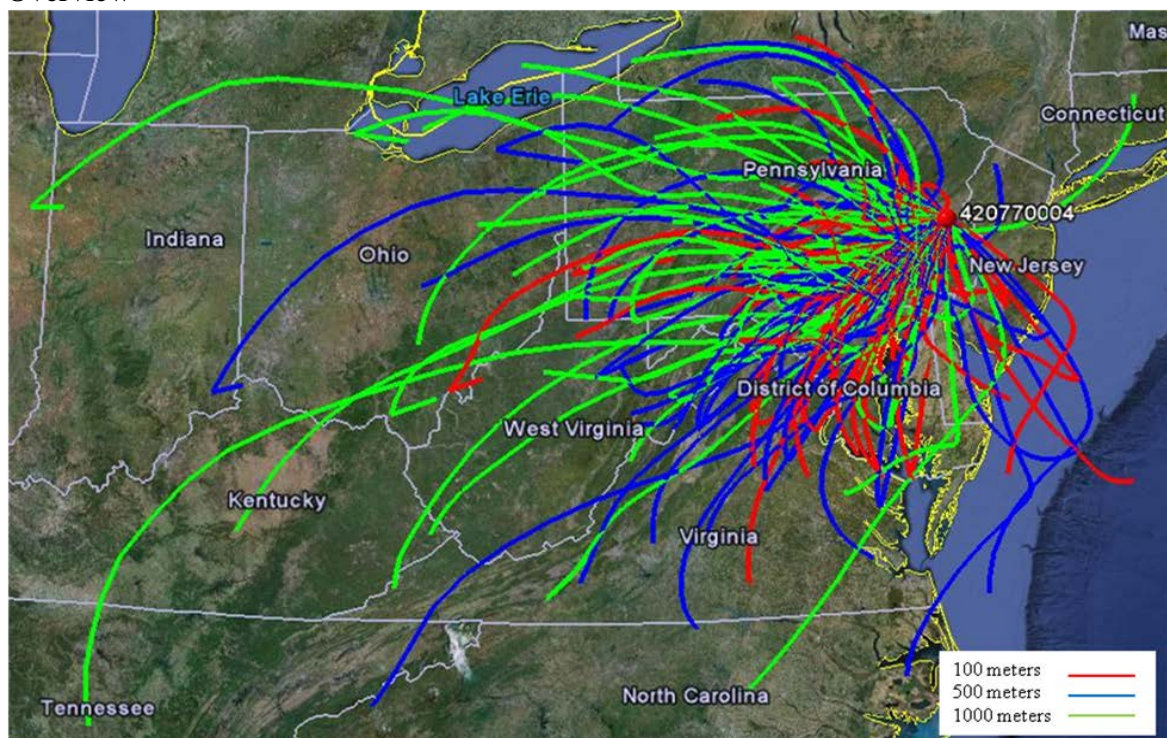 Mas
Lake Erie
Connecticut
Pennsylvania
420770004
Indiana
Ohio
New Jersey
District of Columbia
West Virginia
Kentucky
Virginia
North Carolina
Tennessee
100 meters
500 meters
1000 meters